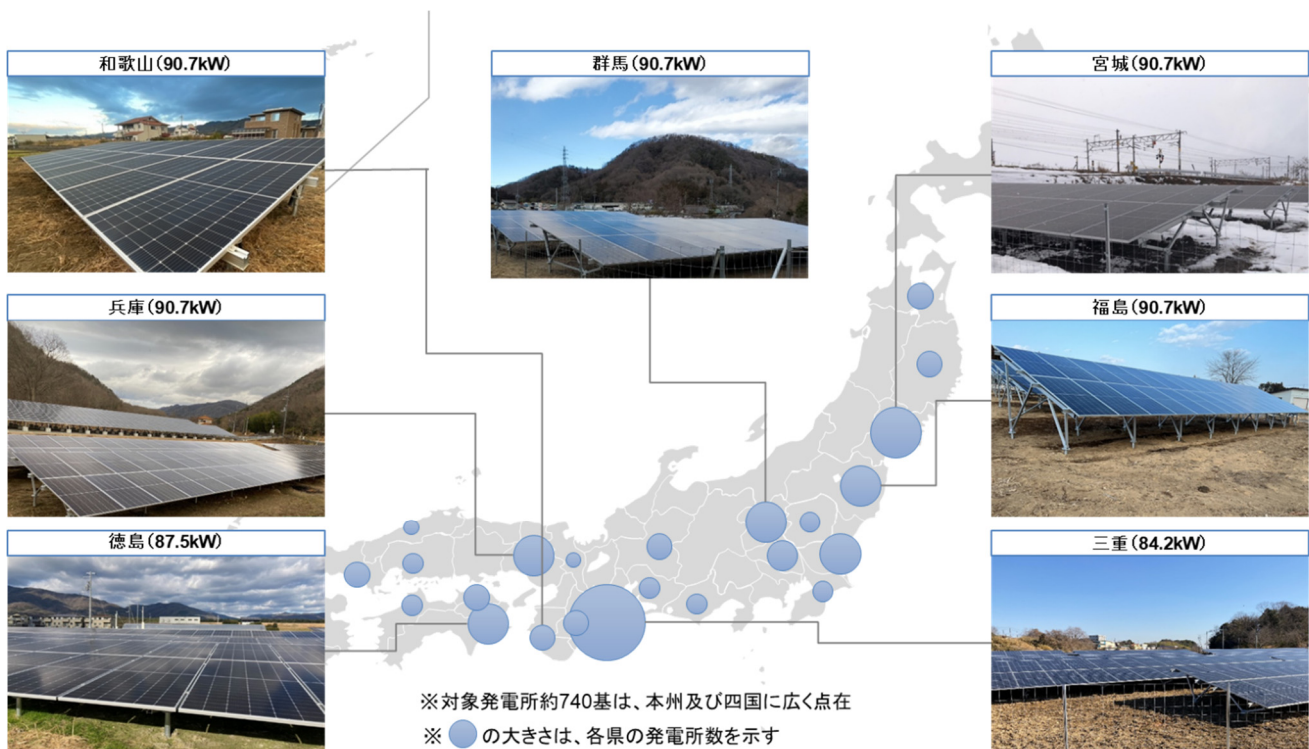 和歌山(90.7kW)
群馬(90.7kW)
宮城(90.7kW)
兵庫(90.7kW)
福島(90.7kW)
徳島(87.5kW)
三重(84.2kW)
※対象発電所約740基は、本州及び四国に広く点在
※ の大きさは、各県の発電所数を示す